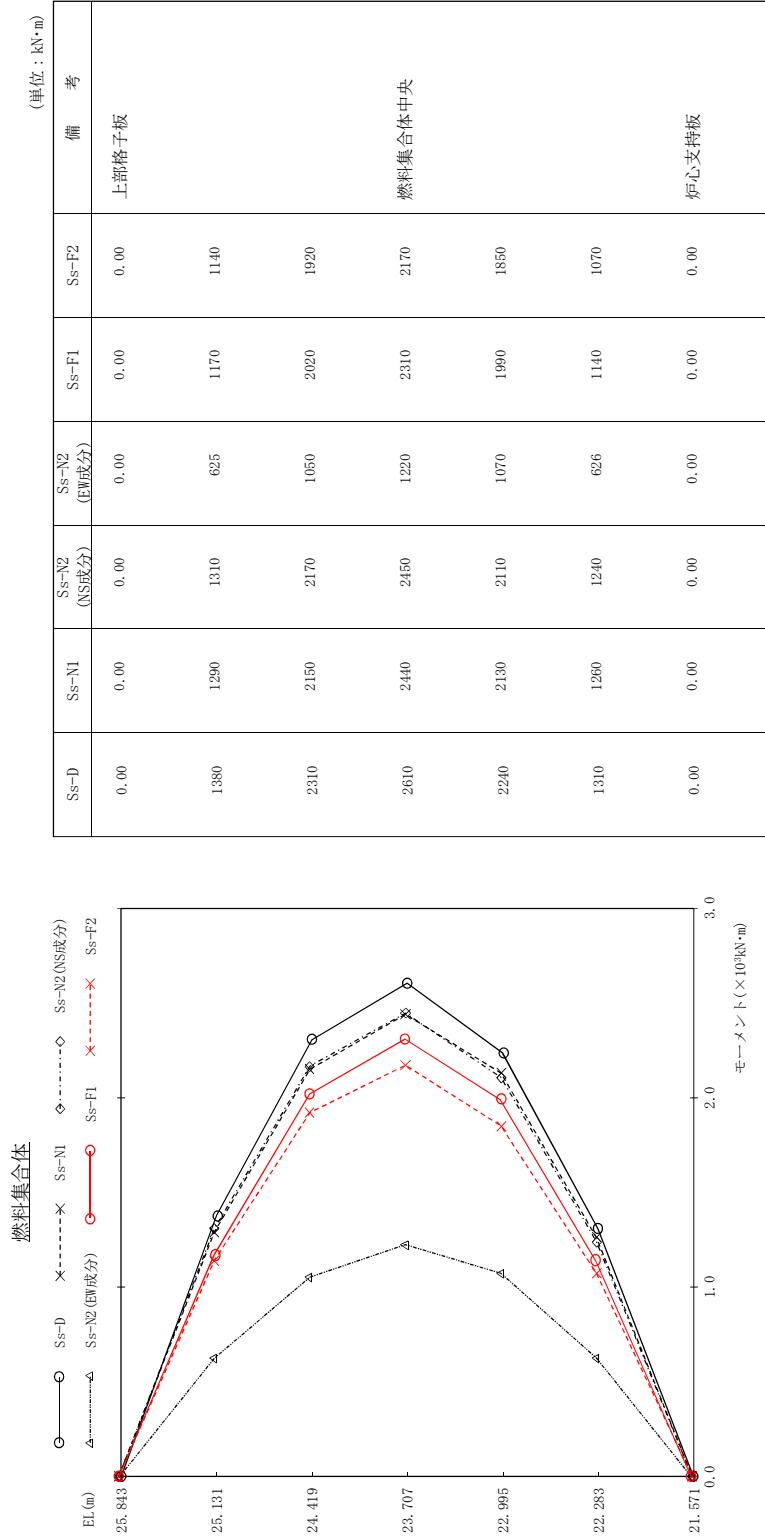 燃料集合体
Ss-D
Ss-N1
Ss-N2(NS成分)
Ss-N2(EW成分)
Ss-F1
Ss-F2
EL(m)
25.843
25.131
24.419
23.707
22.995
22.283
21.571
0.0 1.0 2.0 3.0
モーメント(×10³kN・m)
(単位：kN・m)
Ss-D Ss-N1 Ss-N2 (NS成分) Ss-N2 (EW成分) Ss-F1 Ss-F2 備 考
0.00 0.00 0.00 0.00 0.00 0.00 上部格子板
1380 1290 1310 625 1170 1140
2310 2150 2170 1050 2020 1920
2610 2440 2450 1220 2310 2170 燃料集合体中央
2240 2130 2110 1070 1990 1850
1310 1260 1240 626 1140 1070
0.00 0.00 0.00 0.00 0.00 0.00 炉心支持板